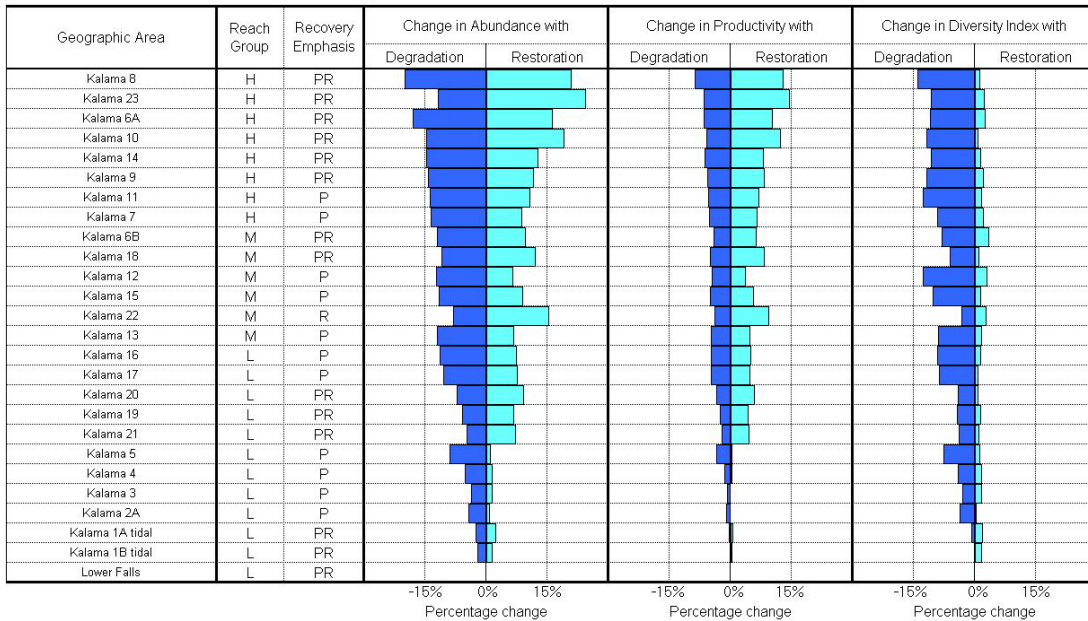 Geographic Area Reach Group Recovery Emphasis Change in Abundance with Change in Productivity with Change in Diversity Index with
Degradation Restoration Degradation Restoration Degradation Restoration
Kalama 8 H PR
Kalama 23 H PR
Kalama 6A H PR
Kalama 10 H PR
Kalama 14 H PR
Kalama 9 H PR
Kalama 11 H P
Kalama 7 H P
Kalama 6B M PR
Kalama 18 M PR
Kalama 12 M P
Kalama 15 M P
Kalama 22 M R
Kalama 13 M P
Kalama 16 L P
Kalama 17 L P
Kalama 20 L PR
Kalama 19 L PR
Kalama 21 L PR
Kalama 5 L P
Kalama 4 L P
Kalama 3 L P
Kalama 2A L P
Kalama 1A tidal L PR
Kalama 1B tidal L PR
Lower Falls L PR
-15% 0% 15% -15% 0% 15% -15% 0% 15%
Percentage change Percentage change Percentage change